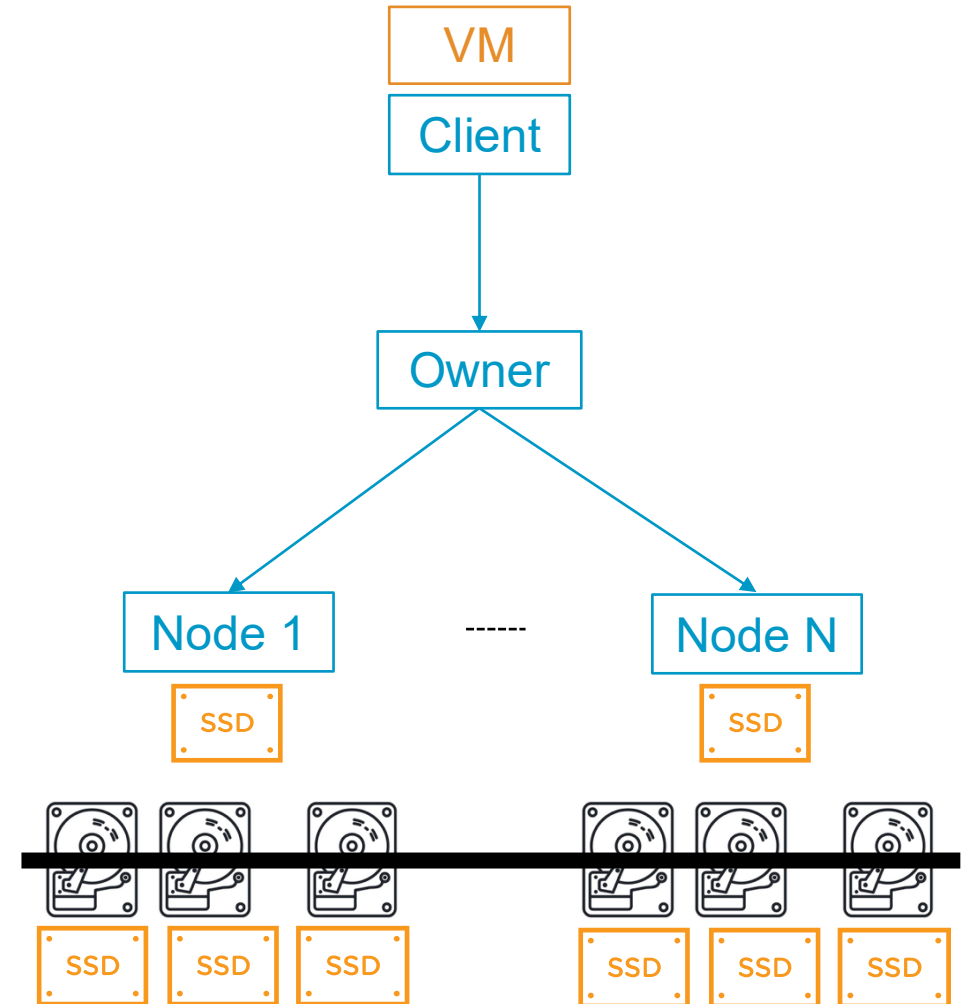 VM
Client
Owner
Node 1
------
Node N
SSD
SSD
SSD
SSD
SSD
SSD
SSD
SSD